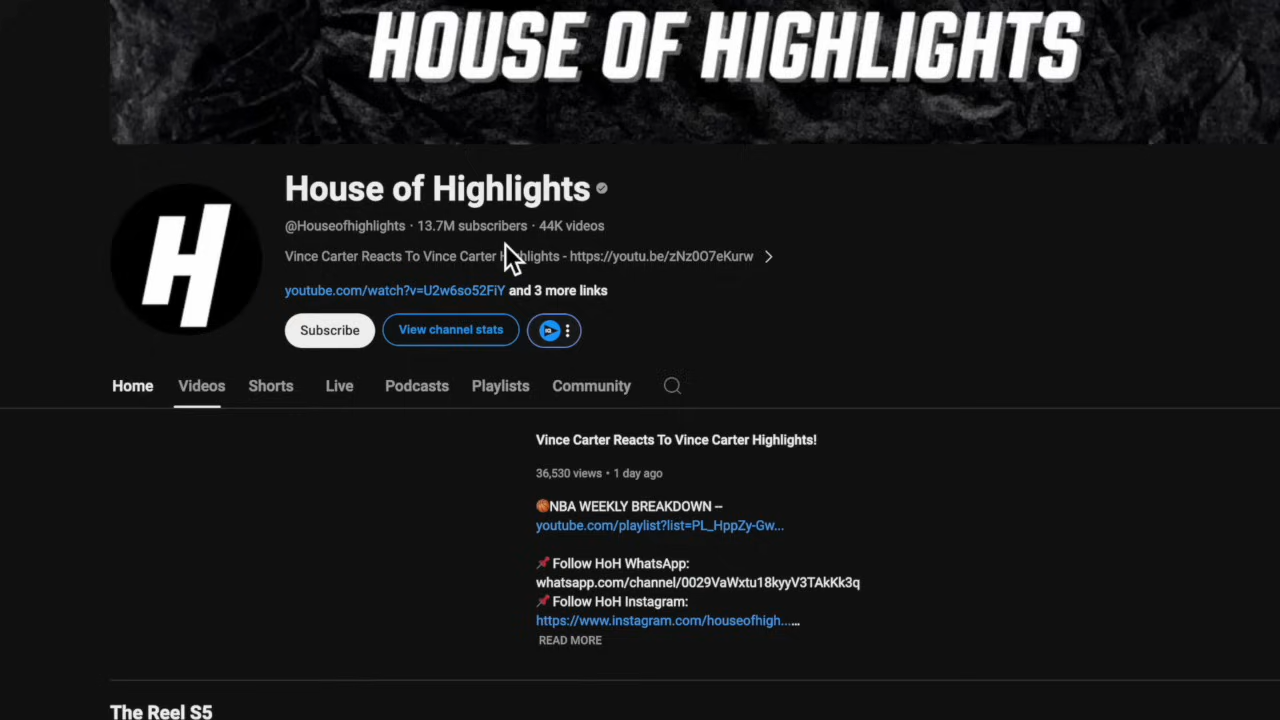 HOUSE OF HIGHLIGHTS
House of Highlights
@Houseofhighlights · 13.7M subscribers · 44K videos
Vince Carter Reacts To Vince Carter Highlights - https://youtu.be/zNz0O7eKurw
youtube.com/watch?v=U2w6so52FiY and 3 more links
Subscribe
View channel stats
Home
Videos
Shorts
Live
Podcasts
Playlists
Community
Vince Carter Reacts To Vince Carter Highlights!
36,530 views • 1 day ago
🏀NBA WEEKLY BREAKDOWN –
youtube.com/playlist?list=PL_HppZy-Gw...
📌 Follow HoH WhatsApp:
whatsapp.com/channel/0029VaWxtu18kyyV3TAkKk3q
📌 Follow HoH Instagram:
https://www.instagram.com/houseofhigh......
READ MORE
The Reel S5